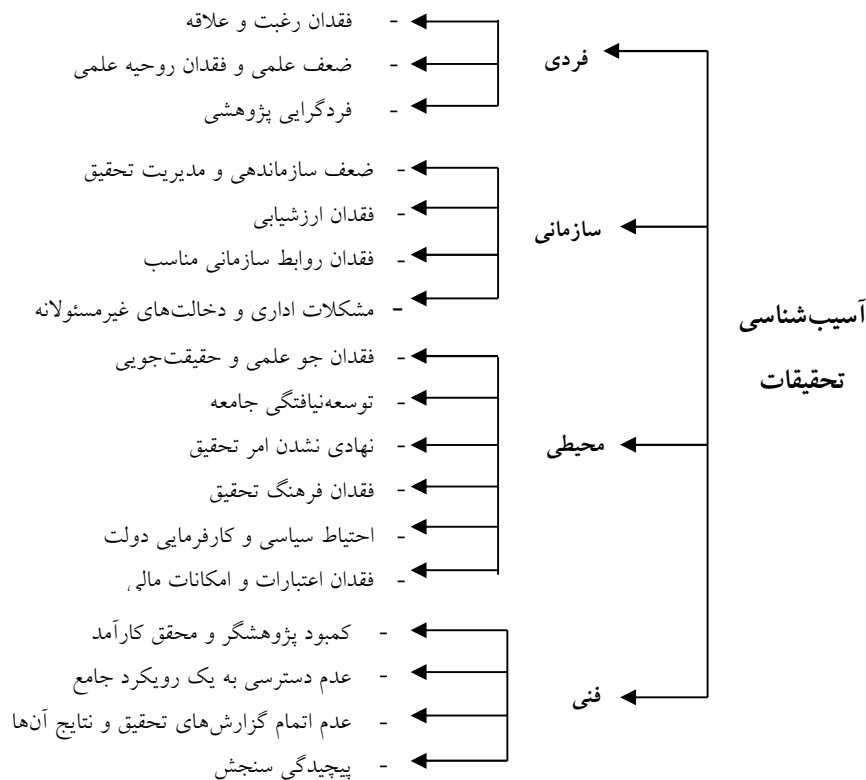 آسیب‌شناسی
تحقیقات
فردی
- فقدان رغبت و علاقه
- ضعف علمی و فقدان روحیه علمی
- فردگرایی پژوهشی
سازمانی
- ضعف سازماندهی و مدیریت تحقیق
- فقدان ارزشیابی
- فقدان روابط سازمانی مناسب
- مشکلات اداری و دخالت‌های غیرمسئولانه
محیطی
- فقدان جو علمی و حقیقت‌جویی
- توسعه‌نیافتگی جامعه
- نهادی نشدن امر تحقیق
- فقدان فرهنگ تحقیق
- احتیاط سیاسی و کارفرمایی دولت
- فقدان اعتبارات و امکانات مالی
فنی
- کمبود پژوهشگر و محقق کارآمد
- عدم دسترسی به یک رویکرد جامع
- عدم اتمام گزارش‌های تحقیق و نتایج آن‌ها
- پیچیدگی سنجش